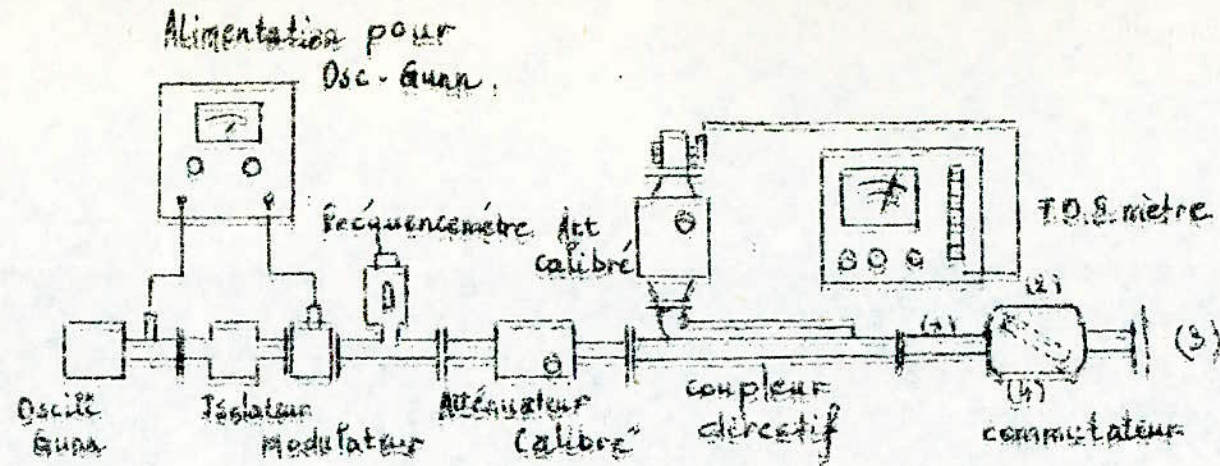 Alimentation pour
Osc - Gunn.
Fréquencemétre
Att
Calibré
T.O.S. mètre
(2)
(1)
(3)
(4)
Oscill
Gunn
Isolateur
Modulateur
Atténuateur
Calibré
coupleur
directif
commutateur